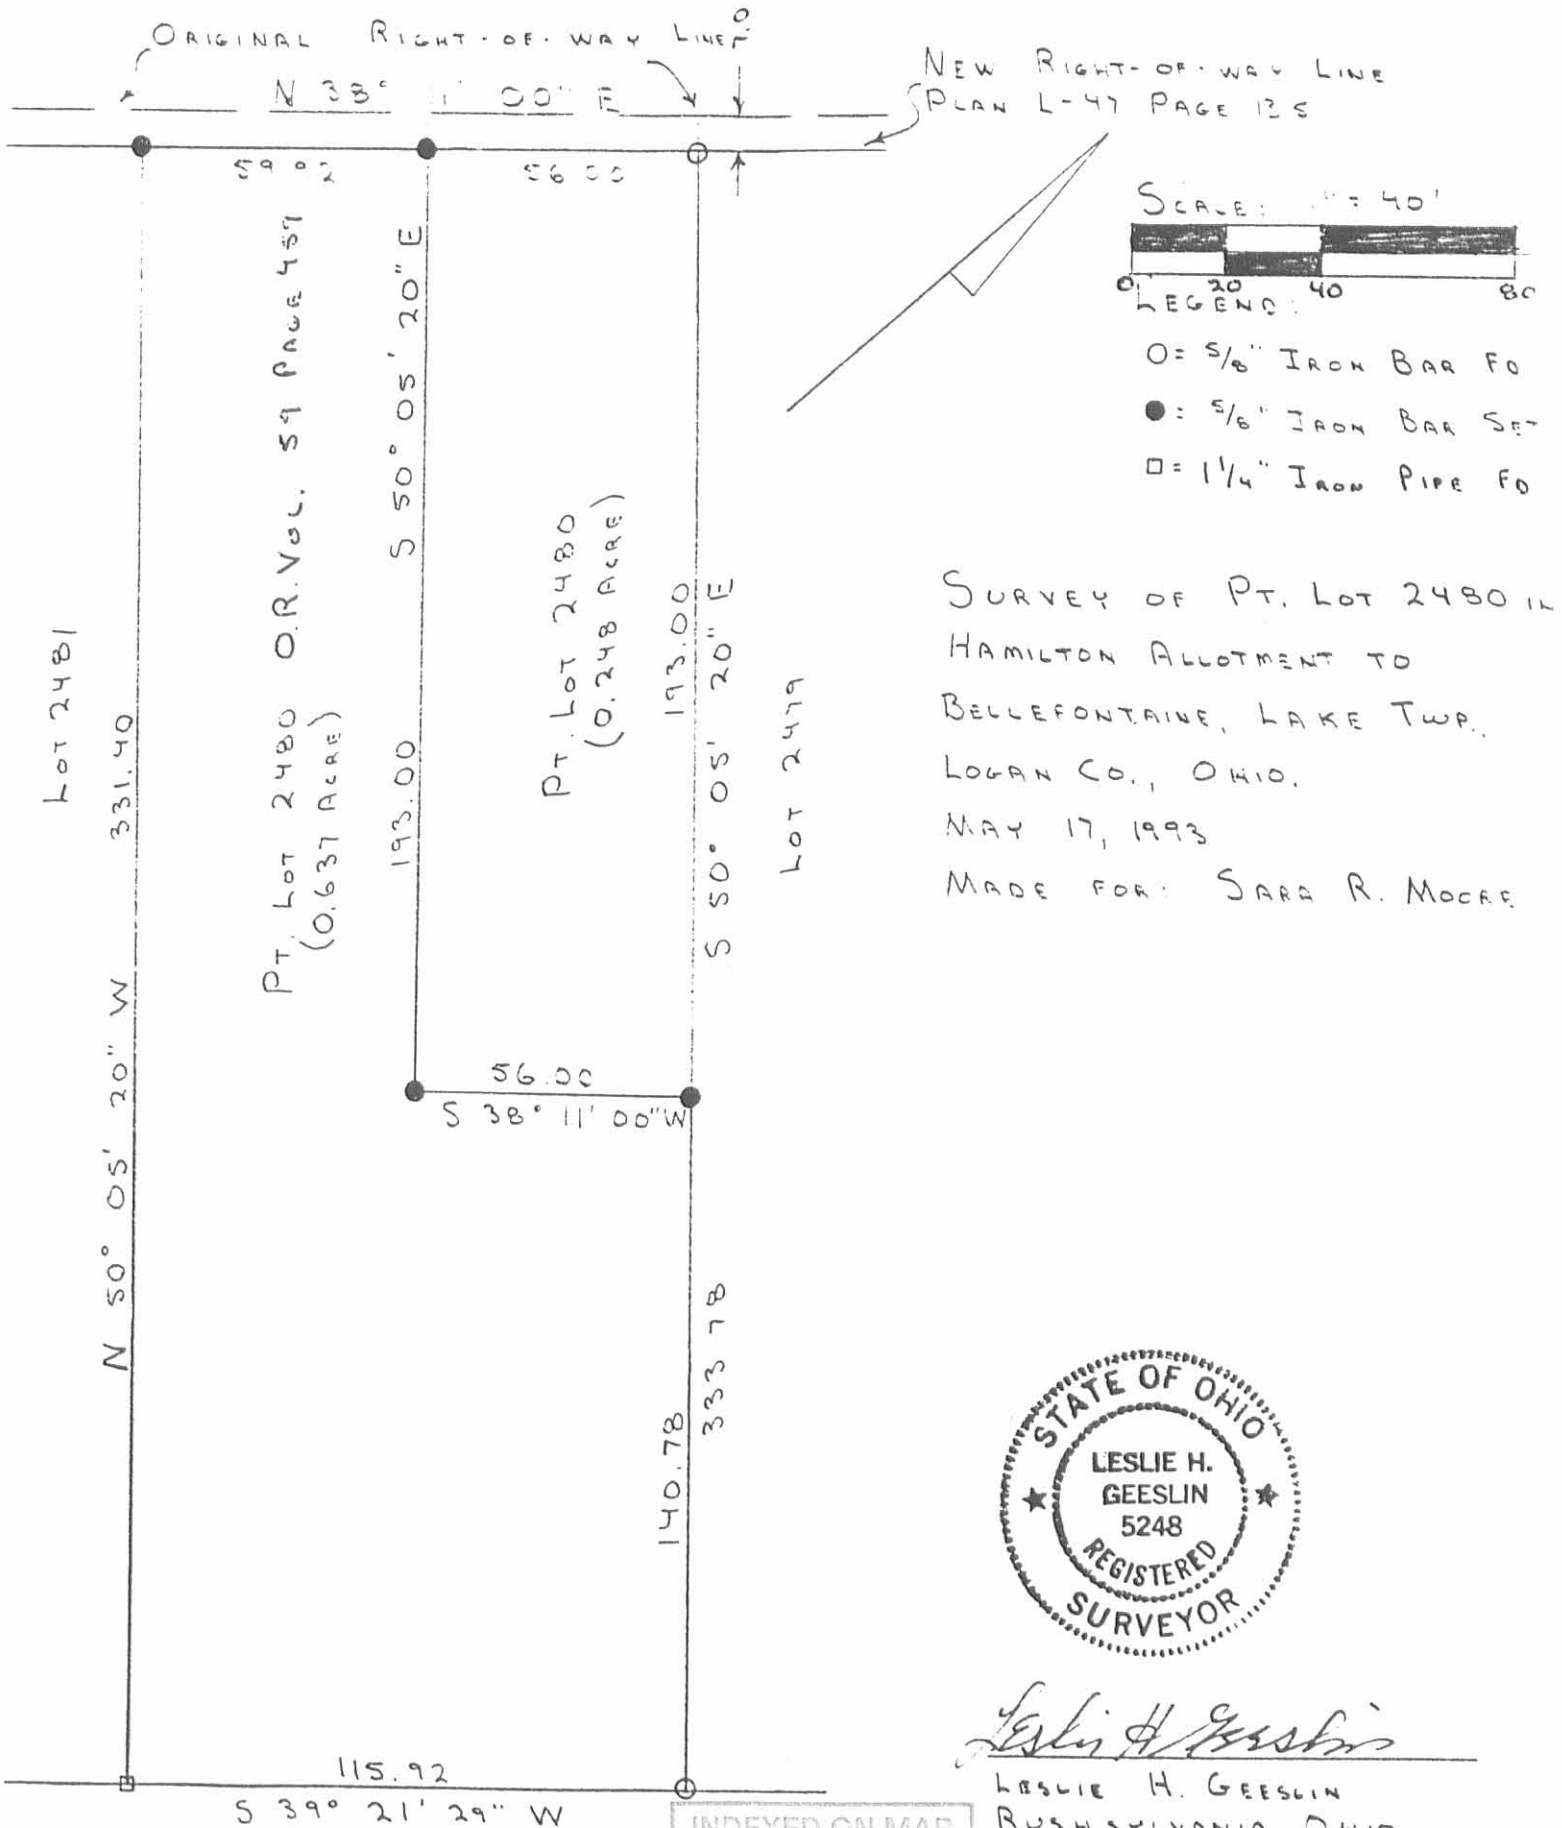 ORIGINAL RIGHT-OF-WAY LINE
NEW RIGHT-OF-WAY LINE
PLAN L-47 PAGE
N 38° 00" E
59 02
56 00
SCALE: " = 40'
0 20 40 80
LEGEND:
O = 5/8" IRON BAR FD
● = 5/8" IRON BAR SET
□ = 1 1/4" IRON PIPE FD
LOT 2481
N 50° 05' 20" W 331.40
PT. LOT 2480 O.R. VOL. 59 PAGE
(0.637 ACRE)
S 50° 05' 20" E
193.00
PT. LOT 2480
(0.248 ACRE)
193.00
S 50° 05' 20" E
LOT 2479
56.00
S 38° 11' 00" W
140.78
333 78
115.92
S 39° 21' 29" W
SURVEY OF PT. LOT 2480 IN
HAMILTON ALLOTMENT TO
BELLEFONTAINE, LAKE TWP.,
LOGAN CO., OHIO.
MAY 17, 1993
MADE FOR: SARA R. MOORE
STATE OF OHIO
LESLIE H.
GEESLIN
5248
REGISTERED
SURVEYOR
Leslie H Geeslin
LESLIE H. GEESLIN
RUSHSYLVANIA, OHIO
INDEXED ON MAP